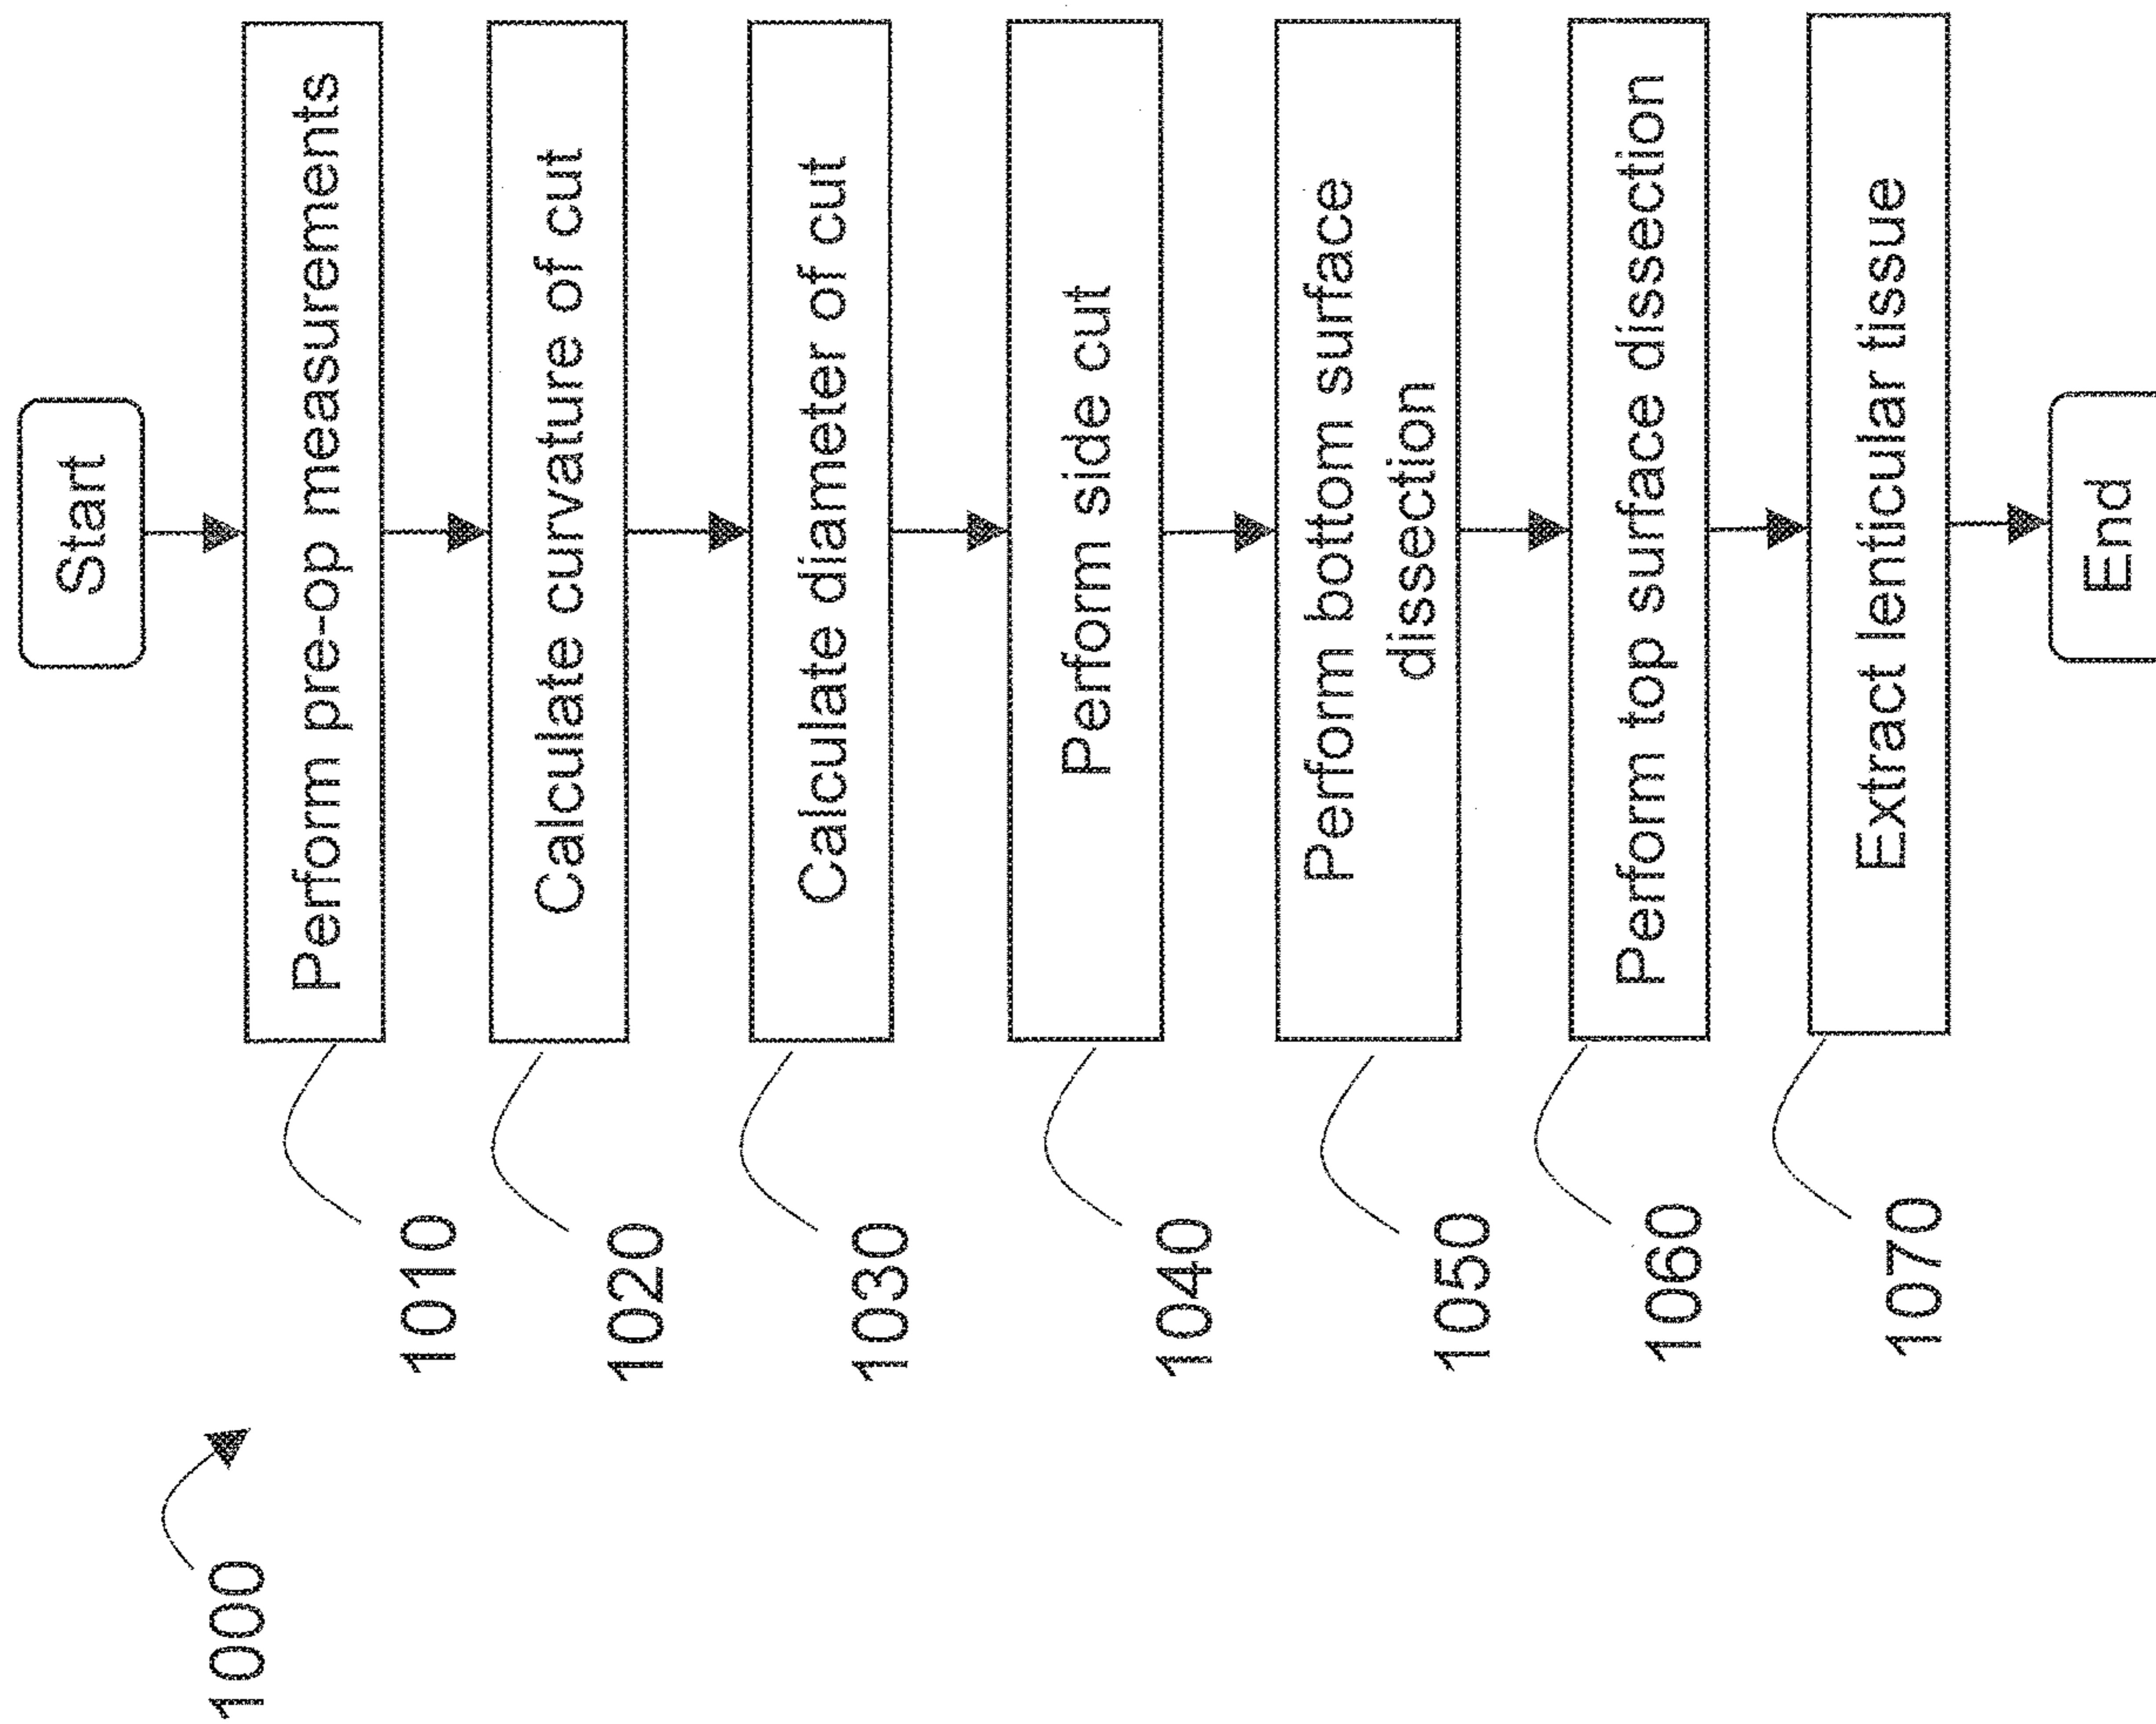 1000
Start
1010
Perform pre-op measurements
1020
Calculate curvature of cut
1030
Calculate diameter of cut
1040
Perform side cut
1050
Perform bottom surface
dissection
1060
Perform top surface dissection
1070
Extract lenticular tissue
End